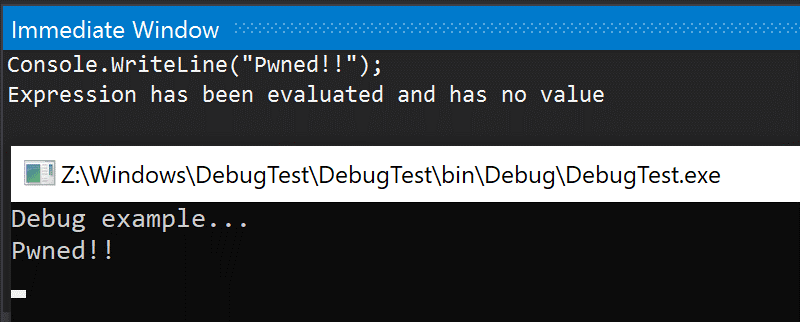 Immediate Window
Console.WriteLine("Pwned!!");
Expression has been evaluated and has no value
Z:\Windows\DebugTest\DebugTest\bin\Debug\DebugTest.exe
Debug example...
Pwned!!